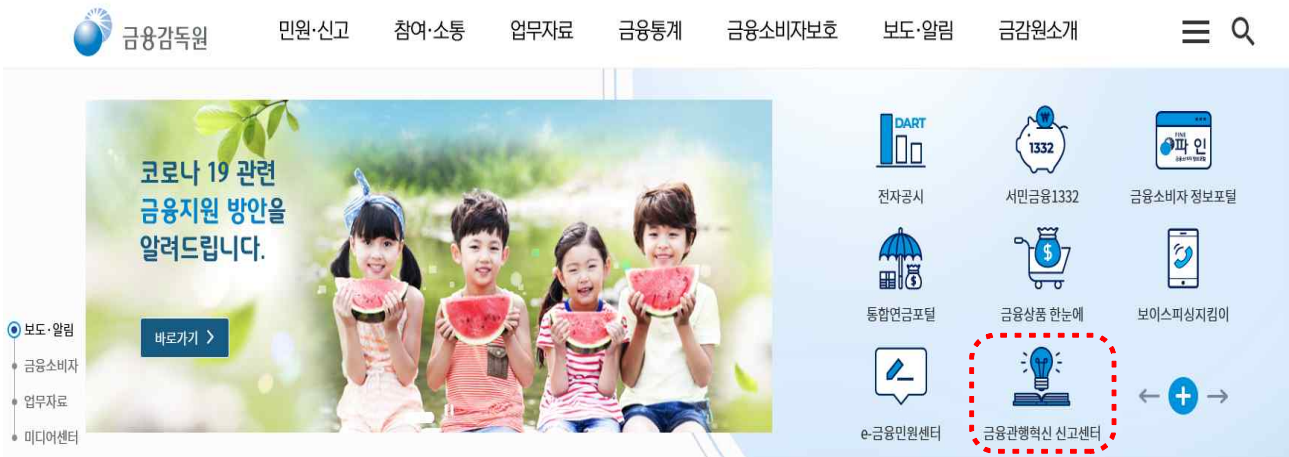 금융감독원
민원·신고 참여·소통 업무자료 금융통계 금융소비자보호 보도·알림 금감원소개
코로나 19 관련
금융지원 방안을
알려드립니다.
바로가기 >
보도·알림
금융소비자
업무자료
미디어센터
DART
1332
FINE
파인
전자공시 서민금융1332 금융소비자 정보포털
통합연금포털 금융상품 한눈에 보이스피싱지킴이
e-금융민원센터 금융관행혁신 신고센터